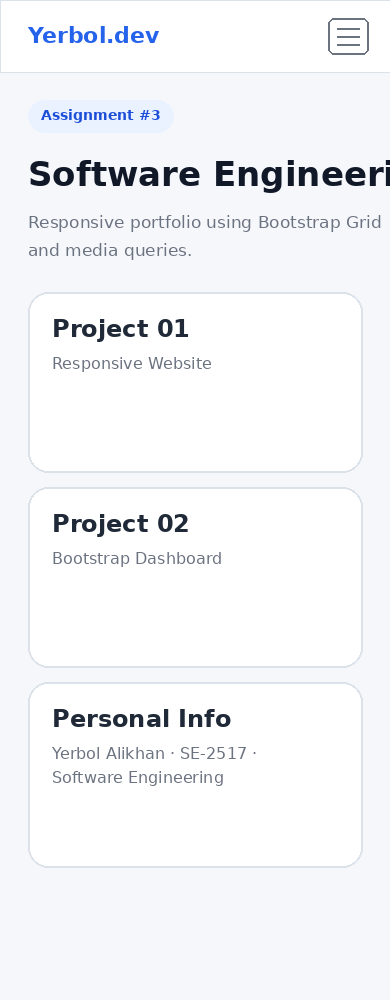 Yerbol.dev
Assignment #3
Software Engineeri
Responsive portfolio using Bootstrap Grid
and media queries.
Project 01
Responsive Website
Project 02
Bootstrap Dashboard
Personal Info
Yerbol Alikhan · SE-2517 ·
Software Engineering